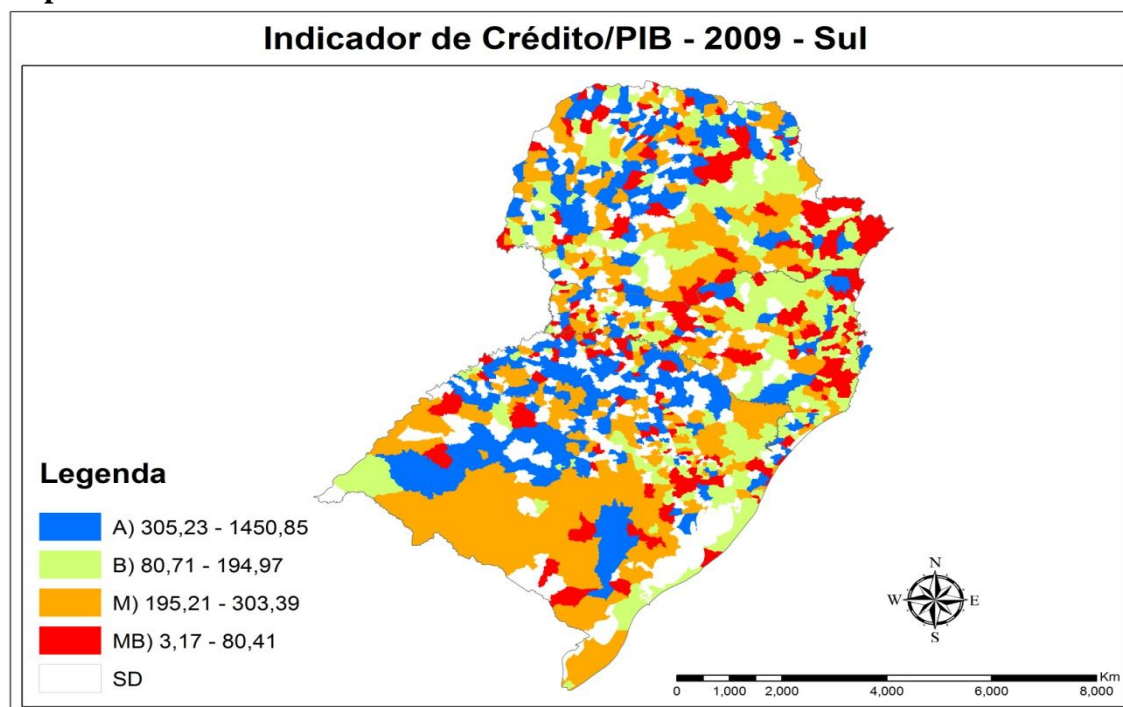 Indicador de Crédito/PIB - 2009 - Sul
Legenda
A) 305,23 - 1450,85
B) 80,71 - 194,97
M) 195,21 - 303,39
MB) 3,17 - 80,41
SD
N
W E
S
Km
0 1,000 2,000 4,000 6,000 8,000